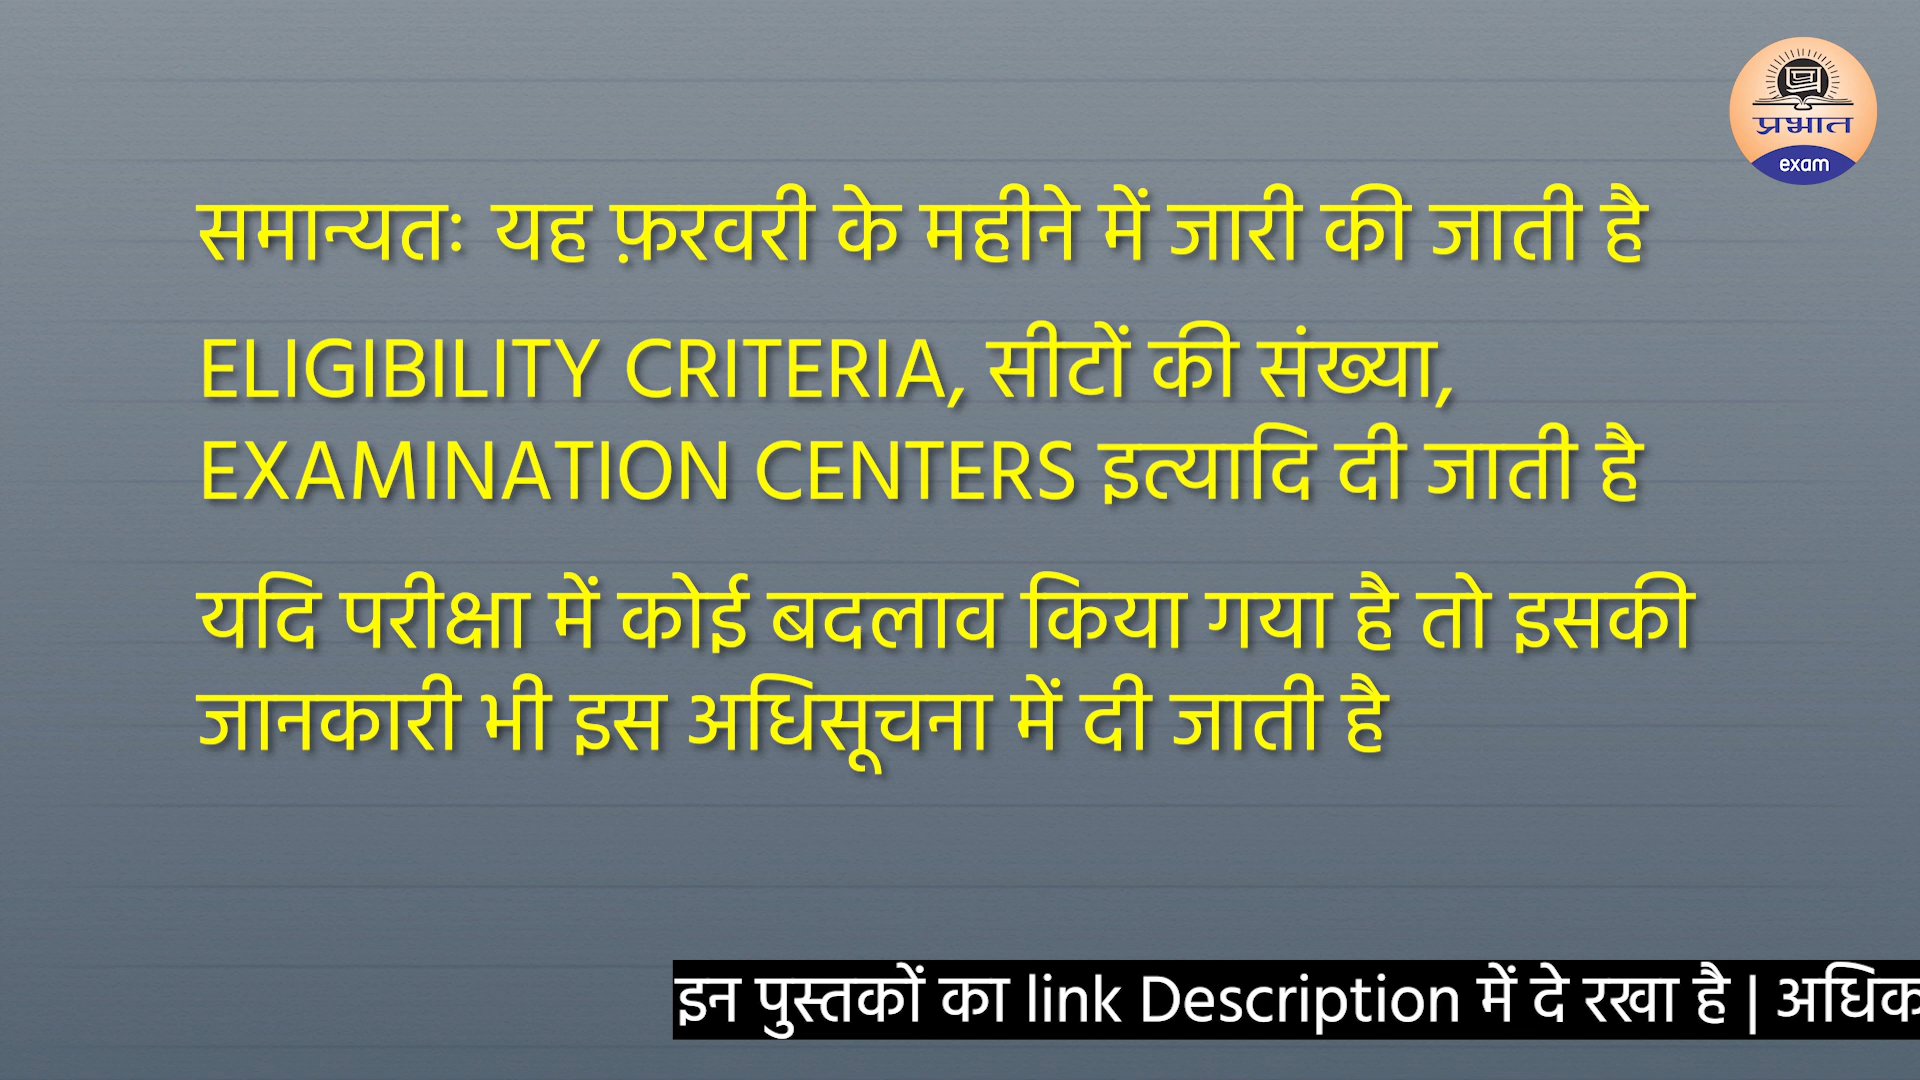 प्रभात
exam
समान्यतः यह फ़रवरी के महीने में जारी की जाती है
ELIGIBILITY CRITERIA, सीटों की संख्या,
EXAMINATION CENTERS इत्यादि दी जाती है
यदि परीक्षा में कोई बदलाव किया गया है तो इसकी
जानकारी भी इस अधिसूचना में दी जाती है
इन पुस्तकों का link Description में दे रखा है | अधिक